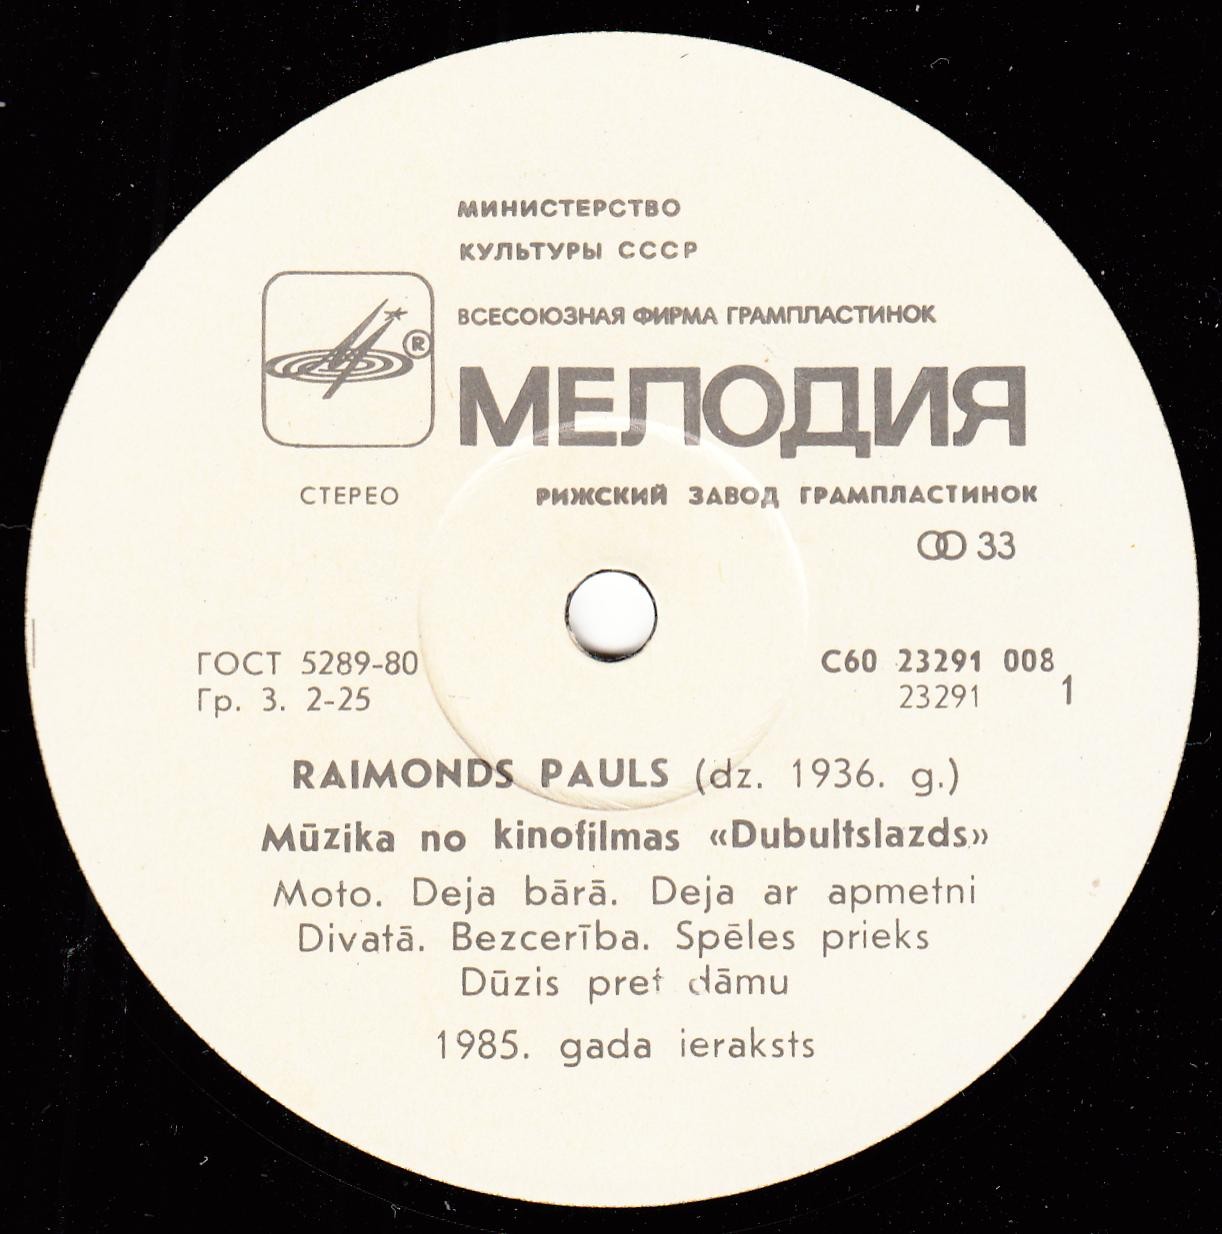 МИНИСТЕРСТВО
КУЛЬТУРЫ СССР
ВСЕСОЮЗНАЯ ФИРМА ГРАМПЛАСТИНОК
®
МЕЛОДИЯ
СТЕРЕО РИЖСКИЙ ЗАВОД ГРАМПЛАСТИНОК
33
ГОСТ 5289-80 С60 23291 008
Гр. 3. 2-25 23291 1
RAIMONDS PAULS (dz. 1936. g.)
Mūzika no kinofilmas «Dubultslazds»
Moto. Deja bārā. Deja ar apmetni
Divatā. Bezcerība. Spēles prieks
Dūzis pret dāmu
1985. gada ieraksts